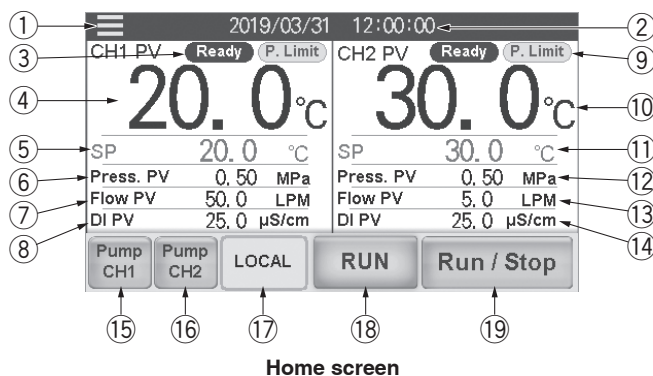 ① 2019/03/31 12:00:00 ②
③ CH1 PV Ready P. Limit CH2 PV Ready P. Limit ⑨
④ 20.0 °C 30.0 °C ⑩
⑤ SP 20.0 °C SP 30.0 °C ⑪
⑥ Press. PV 0.50 MPa Press. PV 0.50 MPa ⑫
⑦ Flow PV 50.0 LPM Flow PV 5.0 LPM ⑬
⑧ DI PV 25.0 µS/cm DI PV 25.0 µS/cm ⑭
Pump CH1 Pump CH2 LOCAL RUN Run / Stop
⑮ ⑯ ⑰ ⑱ ⑲
Home screen